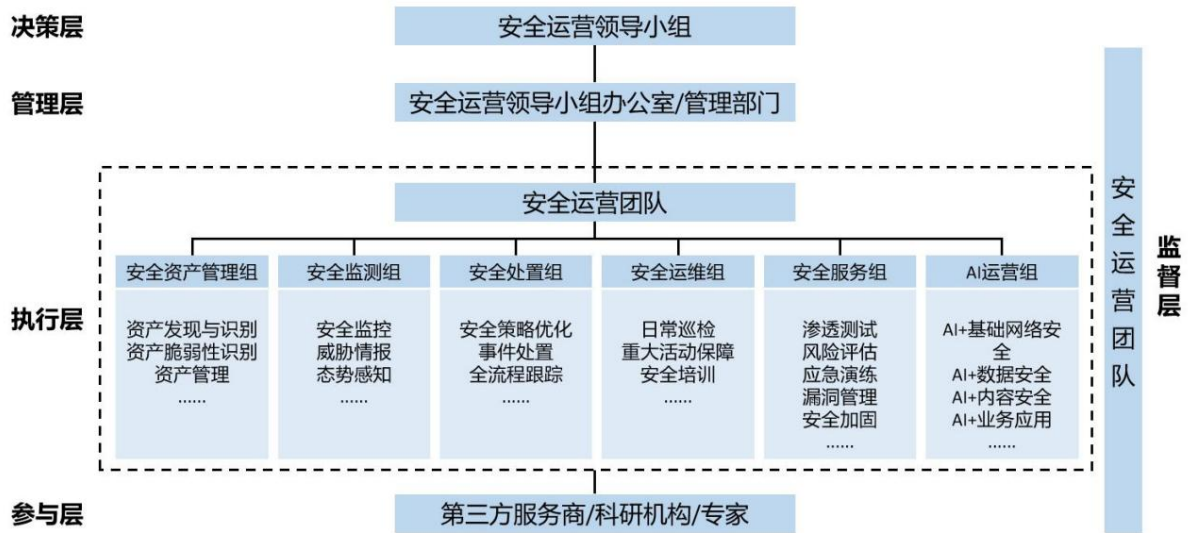 决策层
安全运营领导小组
管理层
安全运营领导小组办公室/管理部门
执行层
安全运营团队
安全资产管理组
资产发现与识别
资产脆弱性识别
资产管理
……
安全监测组
安全监控
威胁情报
态势感知
……
安全处置组
安全策略优化
事件处置
全流程跟踪
……
安全运维组
日常巡检
重大活动保障
安全培训
……
安全服务组
渗透测试
风险评估
应急演练
漏洞管理
安全加固
……
AI运营组
AI+基础网络安
全
AI+数据安全
AI+内容安全
AI+业务应用
……
参与层
第三方服务商/科研机构/专家
安全运营团队
监督层